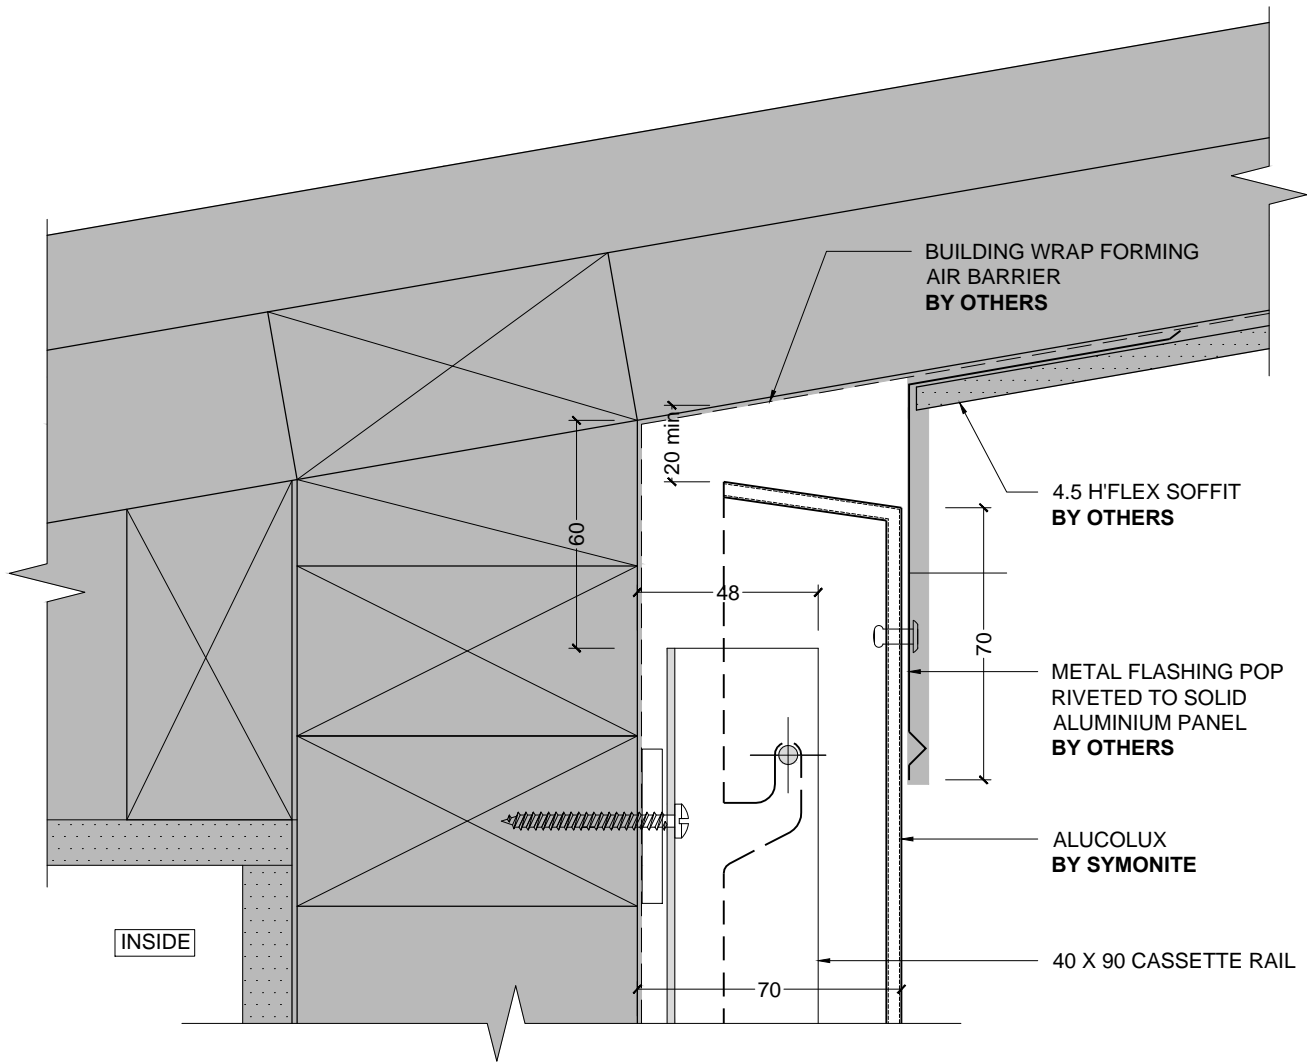 BUILDING WRAP FORMING
AIR BARRIER
BY OTHERS
20 min
4.5 H'FLEX SOFFIT
BY OTHERS
60
48
70
METAL FLASHING POP
RIVETED TO SOLID
ALUMINIUM PANEL
BY OTHERS
ALUCOLUX
BY SYMONITE
INSIDE
40 X 90 CASSETTE RAIL
70